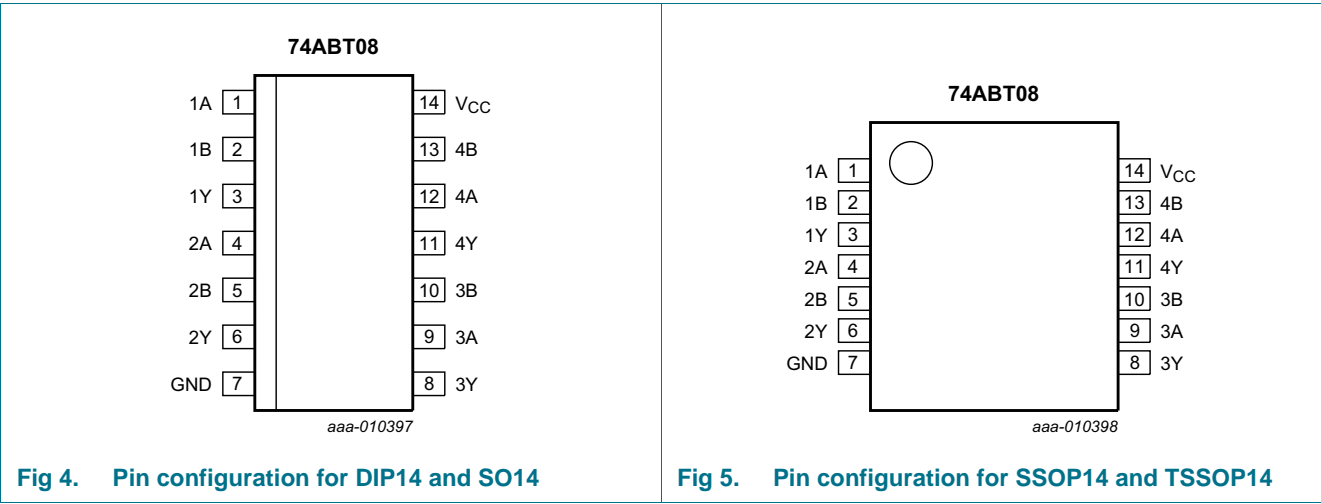 74ABT08
1A 1 14 VCC
1B 2 13 4B
1Y 3 12 4A
2A 4 11 4Y
2B 5 10 3B
2Y 6 9 3A
GND 7 8 3Y
aaa-010397
Fig 4. Pin configuration for DIP14 and SO14
74ABT08
1A 1 14 VCC
1B 2 13 4B
1Y 3 12 4A
2A 4 11 4Y
2B 5 10 3B
2Y 6 9 3A
GND 7 8 3Y
aaa-010398
Fig 5. Pin configuration for SSOP14 and TSSOP14